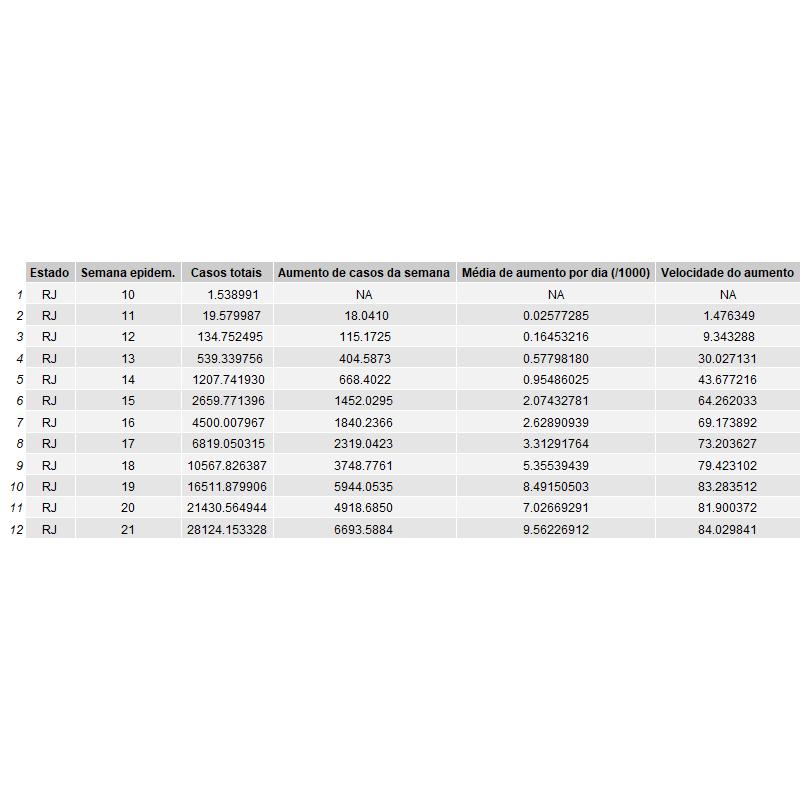 Estado Semana epidem. Casos totais Aumento de casos da semana Média de aumento por dia (/1000) Velocidade do aumento
1 RJ 10 1.538991 NA NA NA
2 RJ 11 19.579987 18.0410 0.02577285 1.476349
3 RJ 12 134.752495 115.1725 0.16453216 9.343288
4 RJ 13 539.339756 404.5873 0.57798180 30.027131
5 RJ 14 1207.741930 668.4022 0.95486025 43.677216
6 RJ 15 2659.771396 1452.0295 2.07432781 64.262033
7 RJ 16 4500.007967 1840.2366 2.62890939 69.173892
8 RJ 17 6819.050315 2319.0423 3.31291764 73.203627
9 RJ 18 10567.826387 3748.7761 5.35539439 79.423102
10 RJ 19 16511.879906 5944.0535 8.49150503 83.283512
11 RJ 20 21430.564944 4918.6850 7.02669291 81.900372
12 RJ 21 28124.153328 6693.5884 9.56226912 84.029841